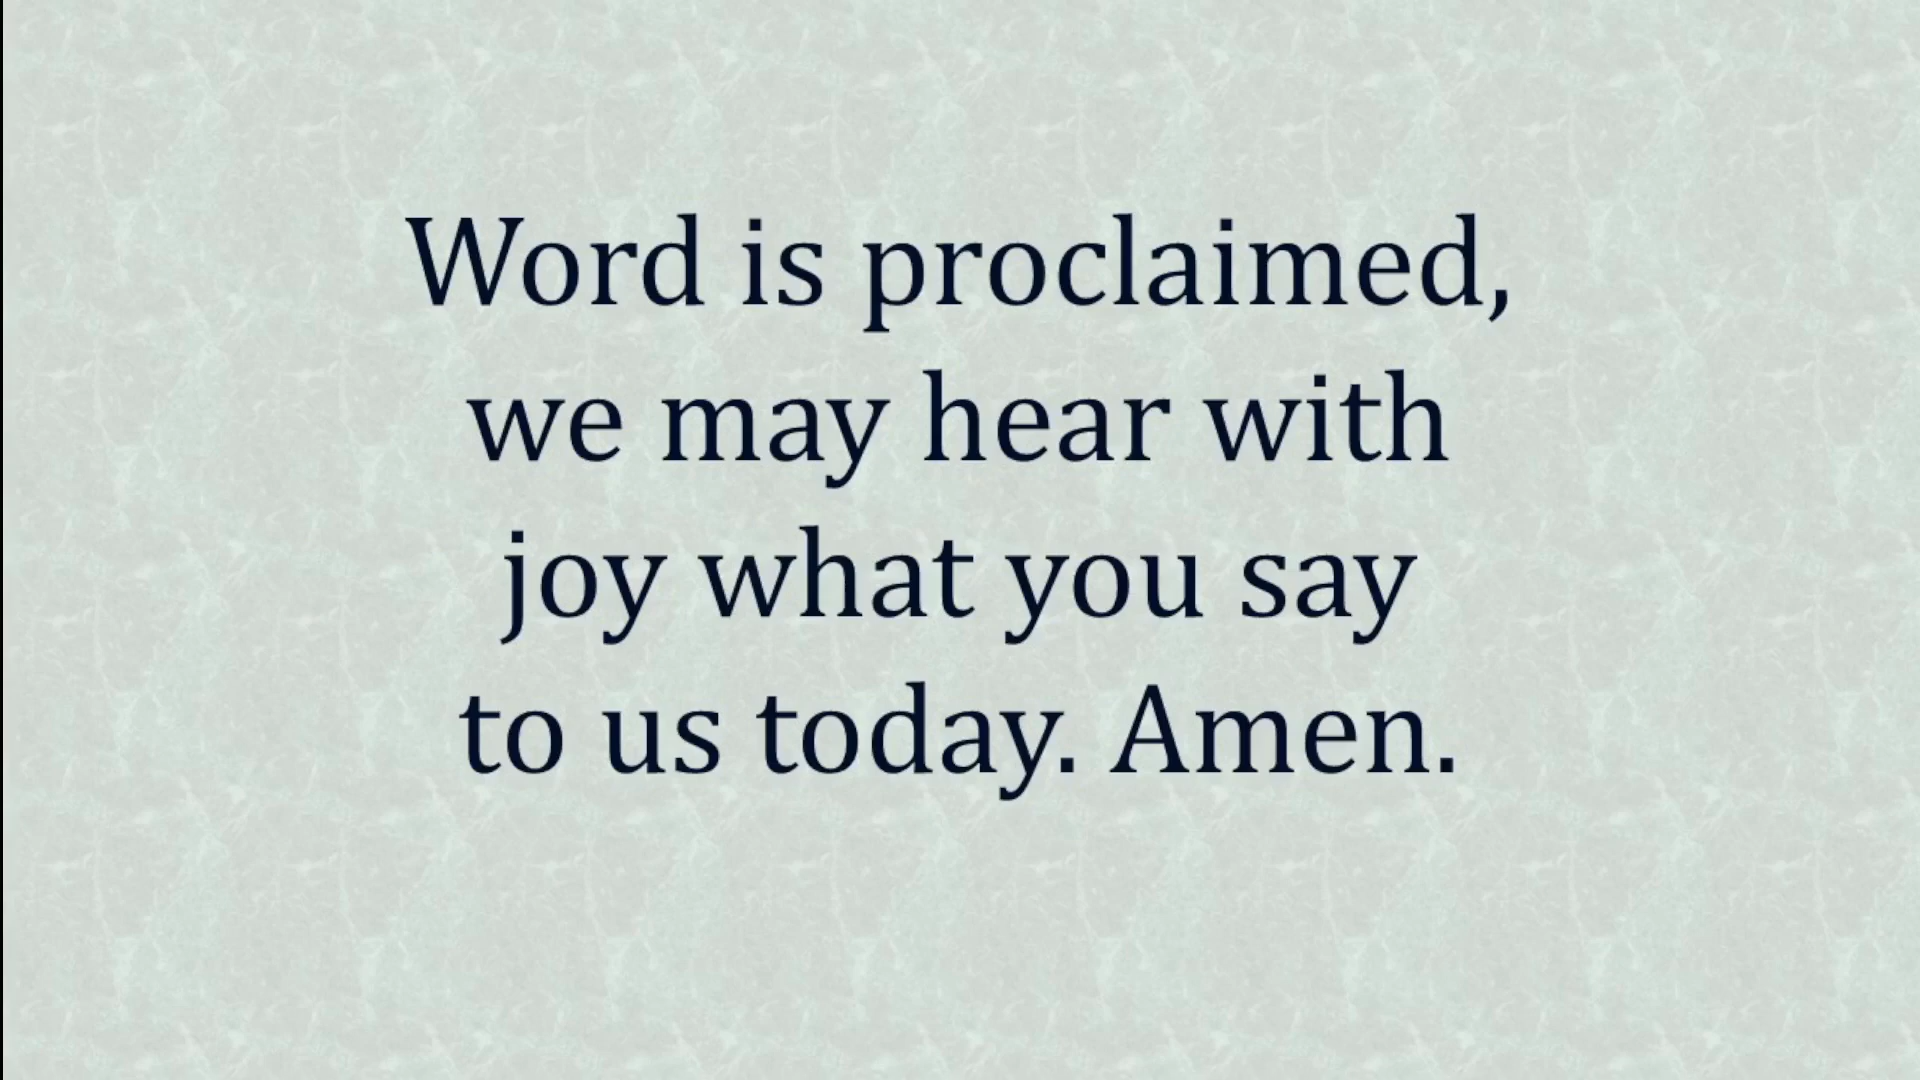 Word is proclaimed,
we may hear with
joy what you say
to us today. Amen.